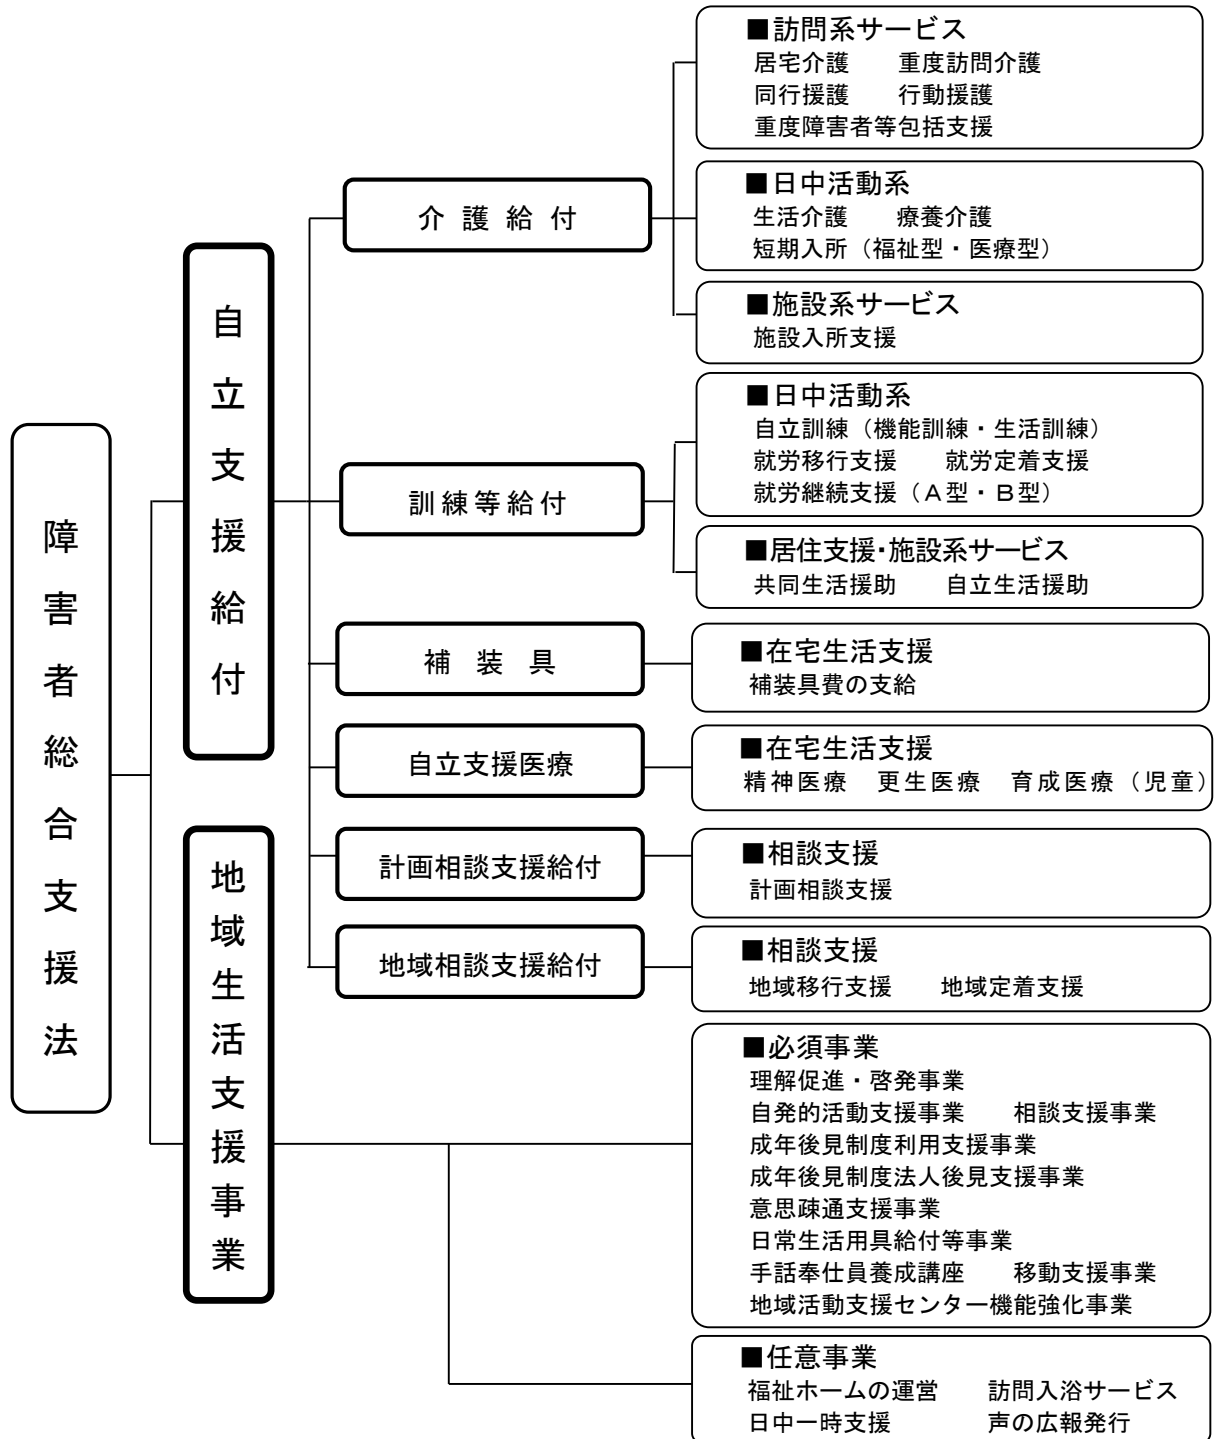 障害者総合支援法
自立支援給付
介護給付
■訪問系サービス
居宅介護　　重度訪問介護
同行援護　　行動援護
重度障害者等包括支援
■日中活動系
生活介護　　療養介護
短期入所（福祉型・医療型）
■施設系サービス
施設入所支援
訓練等給付
■日中活動系
自立訓練（機能訓練・生活訓練）
就労移行支援　　就労定着支援
就労継続支援（Ａ型・Ｂ型）
■居住支援・施設系サービス
共同生活援助　　自立生活援助
補装具
■在宅生活支援
補装具費の支給
自立支援医療
■在宅生活支援
精神医療　更生医療　育成医療（児童）
計画相談支援給付
■相談支援
計画相談支援
地域相談支援給付
■相談支援
地域移行支援　　地域定着支援
地域生活支援事業
■必須事業
理解促進・啓発事業
自発的活動支援事業　　相談支援事業
成年後見制度利用支援事業
成年後見制度法人後見支援事業
意思疎通支援事業
日常生活用具給付等事業
手話奉仕員養成講座　　移動支援事業
地域活動支援センター機能強化事業
■任意事業
福祉ホームの運営　　訪問入浴サービス
日中一時支援　　　　声の広報発行